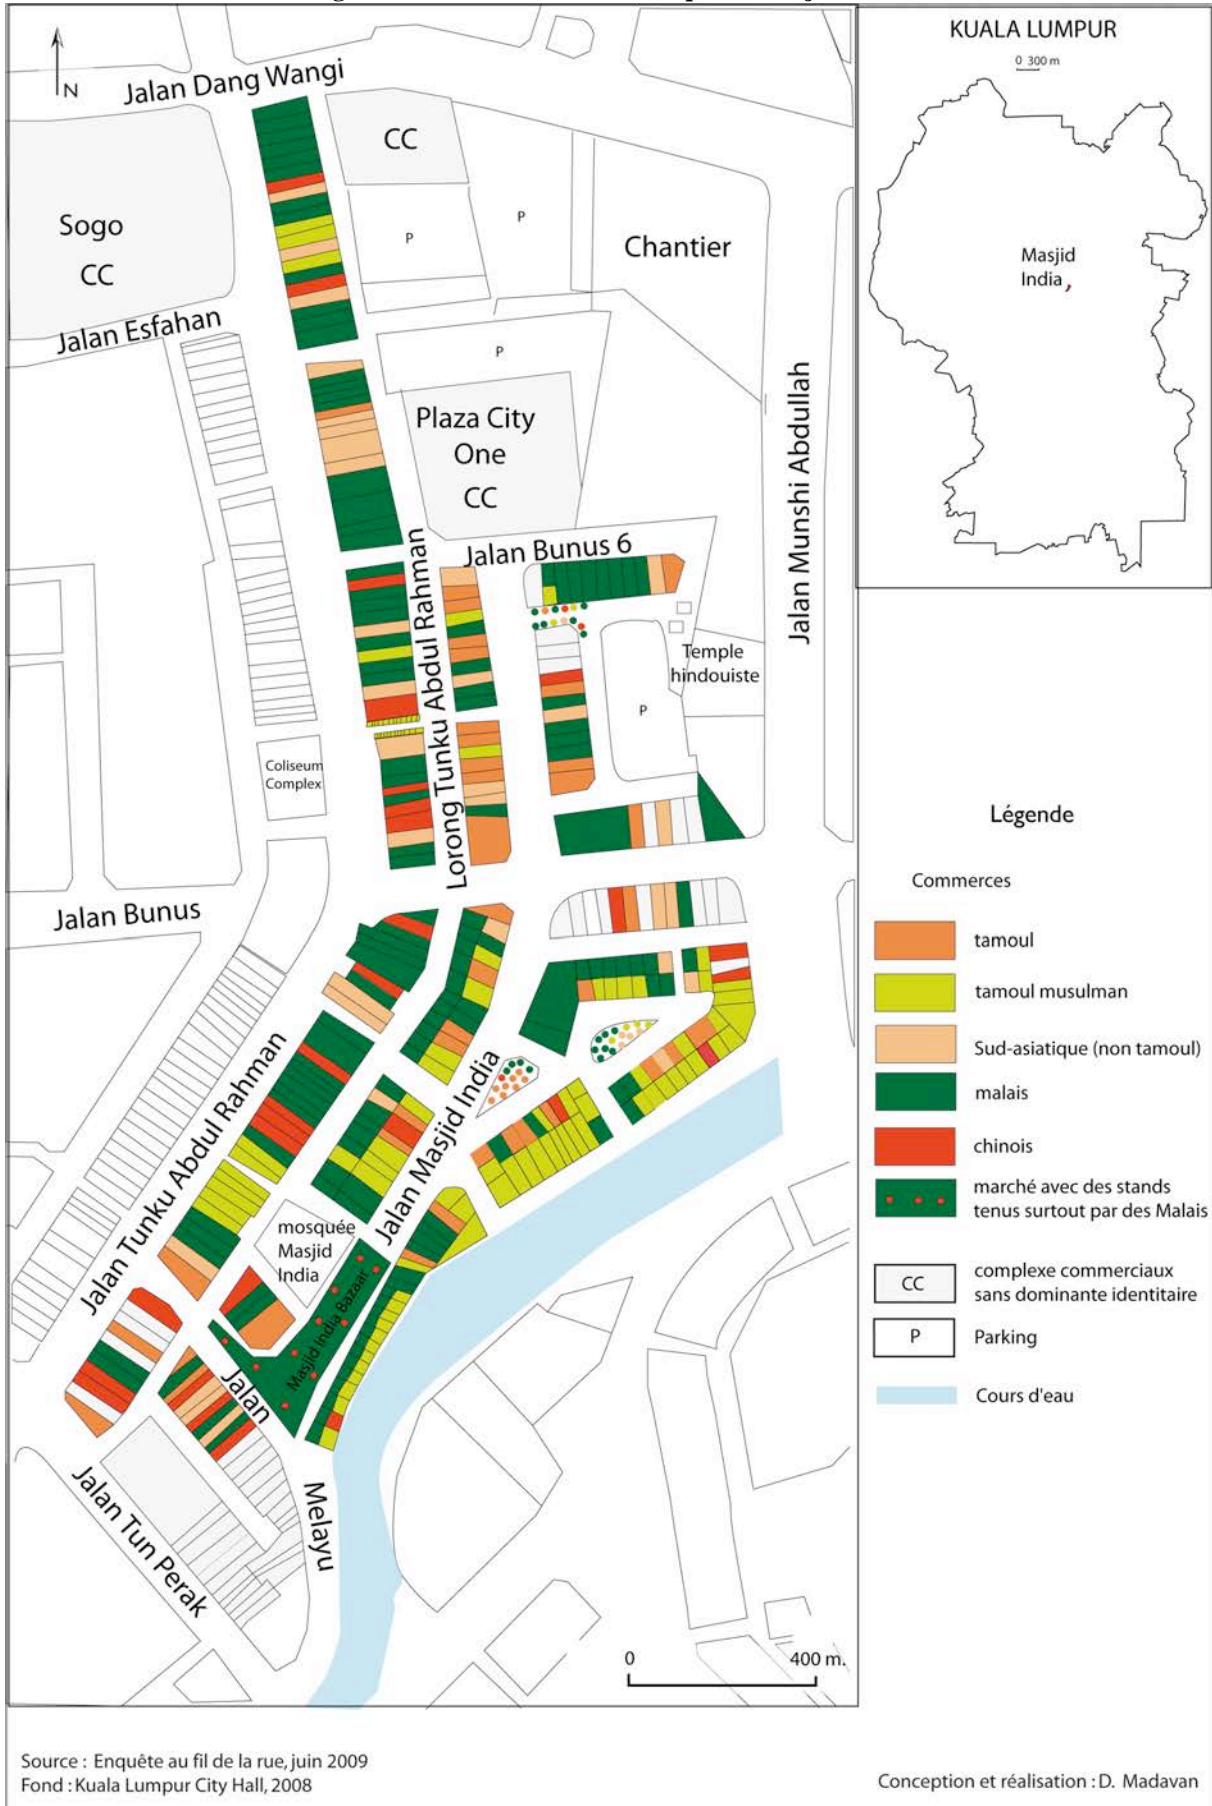 Jalan Dang Wangi
N
CC
Sogo
CC
P
P
Chantier
Jalan Esfahan
P
Plaza City
One
CC
Jalan Munshi Abdullah
Jalan Bunus 6
Lorong Tunku Abdul Rahman
Temple
hindouiste
P
Coliseum
Complex
Jalan Bunus
Jalan Tunku Abdul Rahman
Jalan Masjid India
mosquée
Masjid
India
Masjid India Bazaar
Jalan
Melayu
Jalan Tun Perak
0 400 m.
KUALA LUMPUR
0 300 m
Masjid
India
Légende
Commerces
tamoul
tamoul musulman
Sud-asiatique (non tamoul)
malais
chinois
marché avec des stands
tenus surtout par des Malais
CC
complexe commerciaux
sans dominante identitaire
P
Parking
Cours d'eau
Source : Enquête au fil de la rue, juin 2009
Fond : Kuala Lumpur City Hall, 2008
Conception et réalisation : D. Madavan